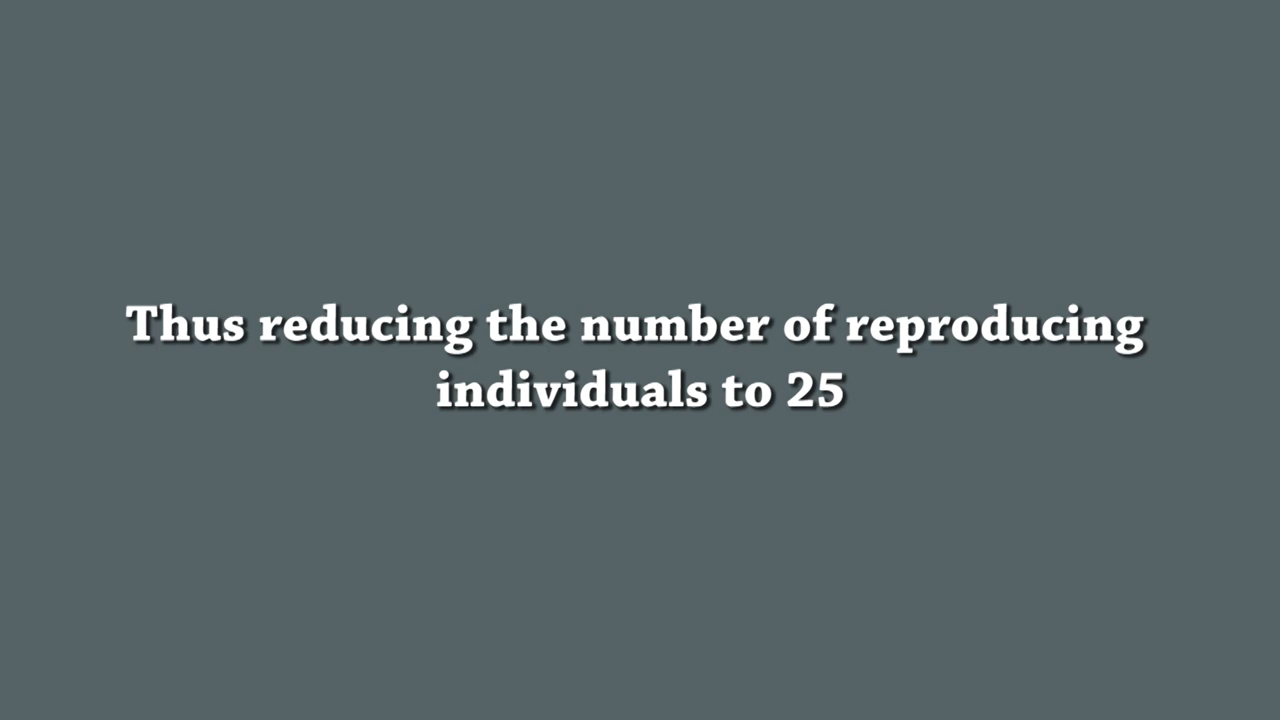 Thus reducing the number of reproducing
individuals to 25